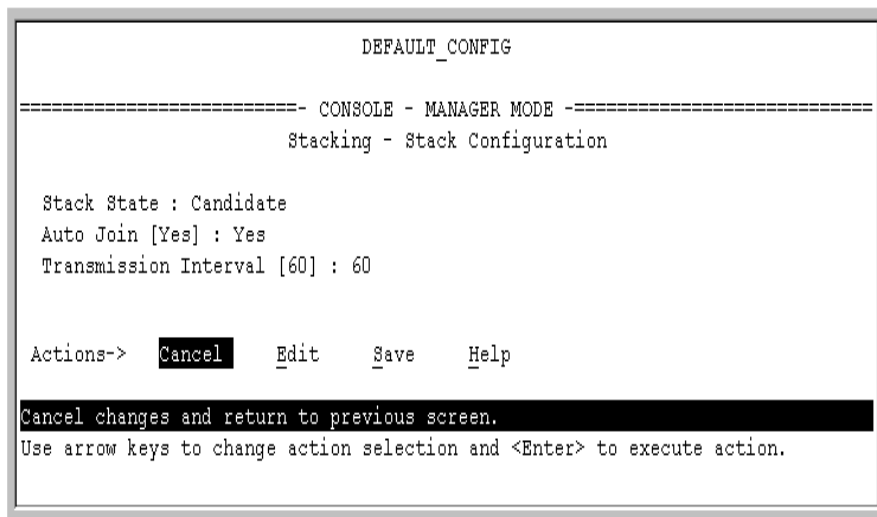 DEFAULT_CONFIG
==========================- CONSOLE - MANAGER MODE -============================
Stacking - Stack Configuration
Stack State : Candidate
Auto Join [Yes] : Yes
Transmission Interval [60] : 60
Actions-> Cancel Edit Save Help
Cancel changes and return to previous screen.
Use arrow keys to change action selection and <Enter> to execute action.